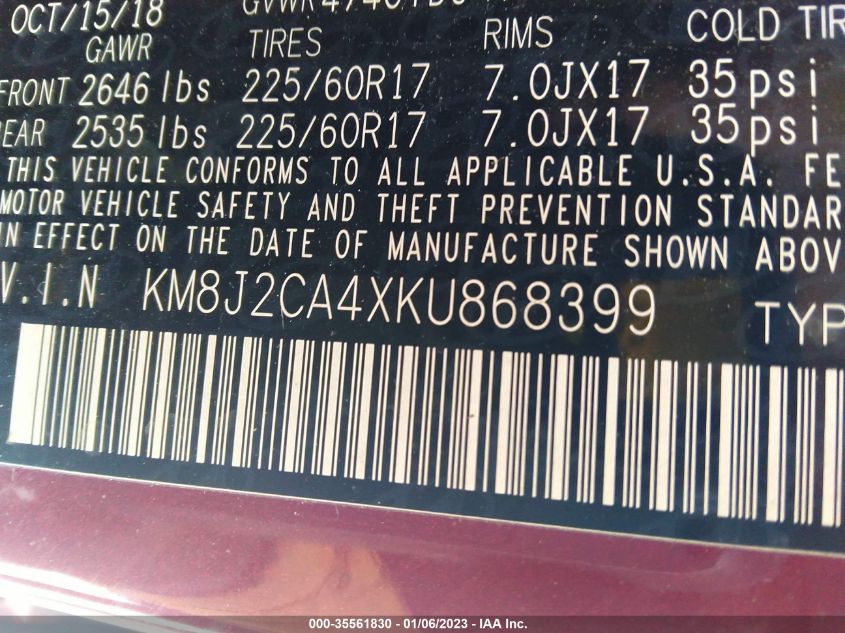 OCT/15/18
GAWR TIRES RIMS COLD TIR
FRONT 2646 lbs 225/60R17 7.0JX17 35psi
EAR 2535 lbs 225/60R17 7.0JX17 35psi
THIS VEHICLE CONFORMS TO ALL APPLICABLE U.S.A. FE
MOTOR VEHICLE SAFETY AND THEFT PREVENTION STANDAR
IN EFFECT ON THE DATE OF MANUFACTURE SHOWN ABOV
V.I.N KM8J2CA4XKU868399 TYP
000-35561830 - 01/06/2023 - IAA Inc.